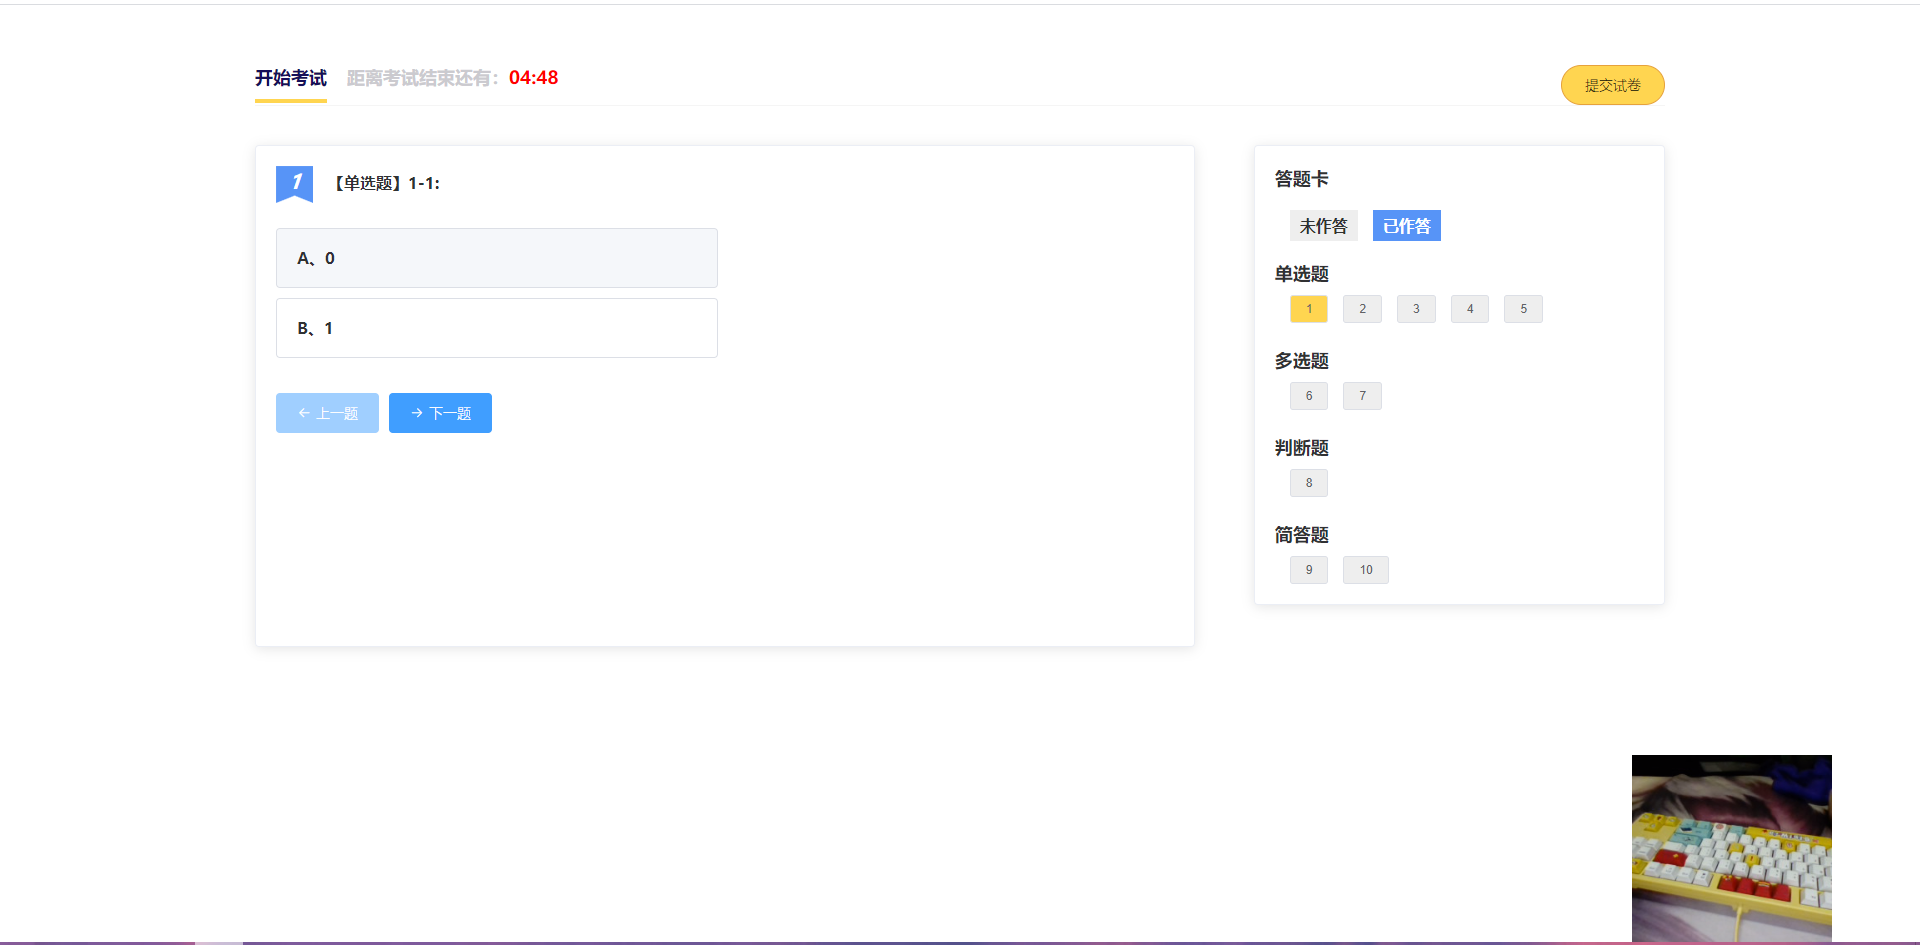 开始考试 距离考试结束还有：04:48
提交试卷
1 【单选题】1-1:
A、0
B、1
← 上一题 → 下一题
答题卡
未作答 已作答
单选题
1 2 3 4 5
多选题
6 7
判断题
8
简答题
9 10